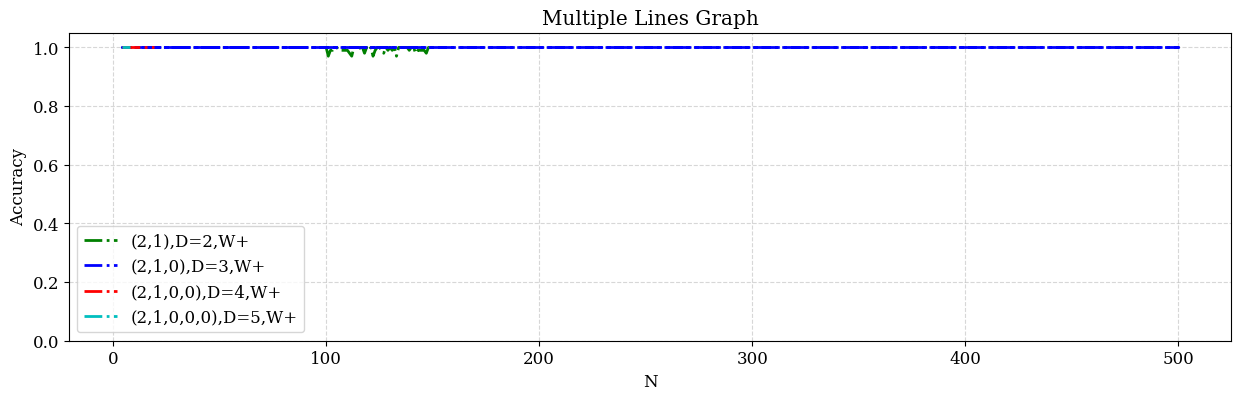 Multiple Lines Graph
1.0
0.8
0.6
0.4
0.2
0.0
Accuracy
(2,1),D=2,W+
(2,1,0),D=3,W+
(2,1,0,0),D=4,W+
(2,1,0,0,0),D=5,W+
0 100 200 300 400 500
N